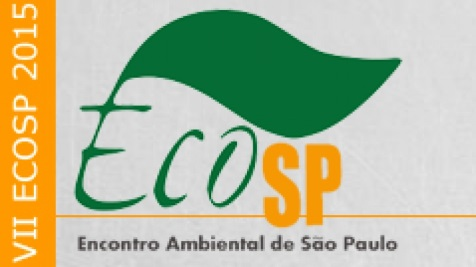 VII ECOSP 2015
EcoSP
Encontro Ambiental de São Paulo